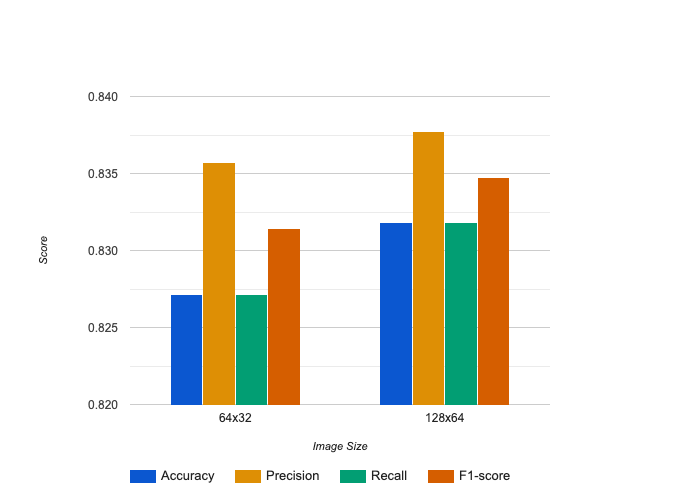 0.840
0.835
0.830
0.825
0.820
Score
64x32 128x64
Image Size
Accuracy Precision Recall F1-score